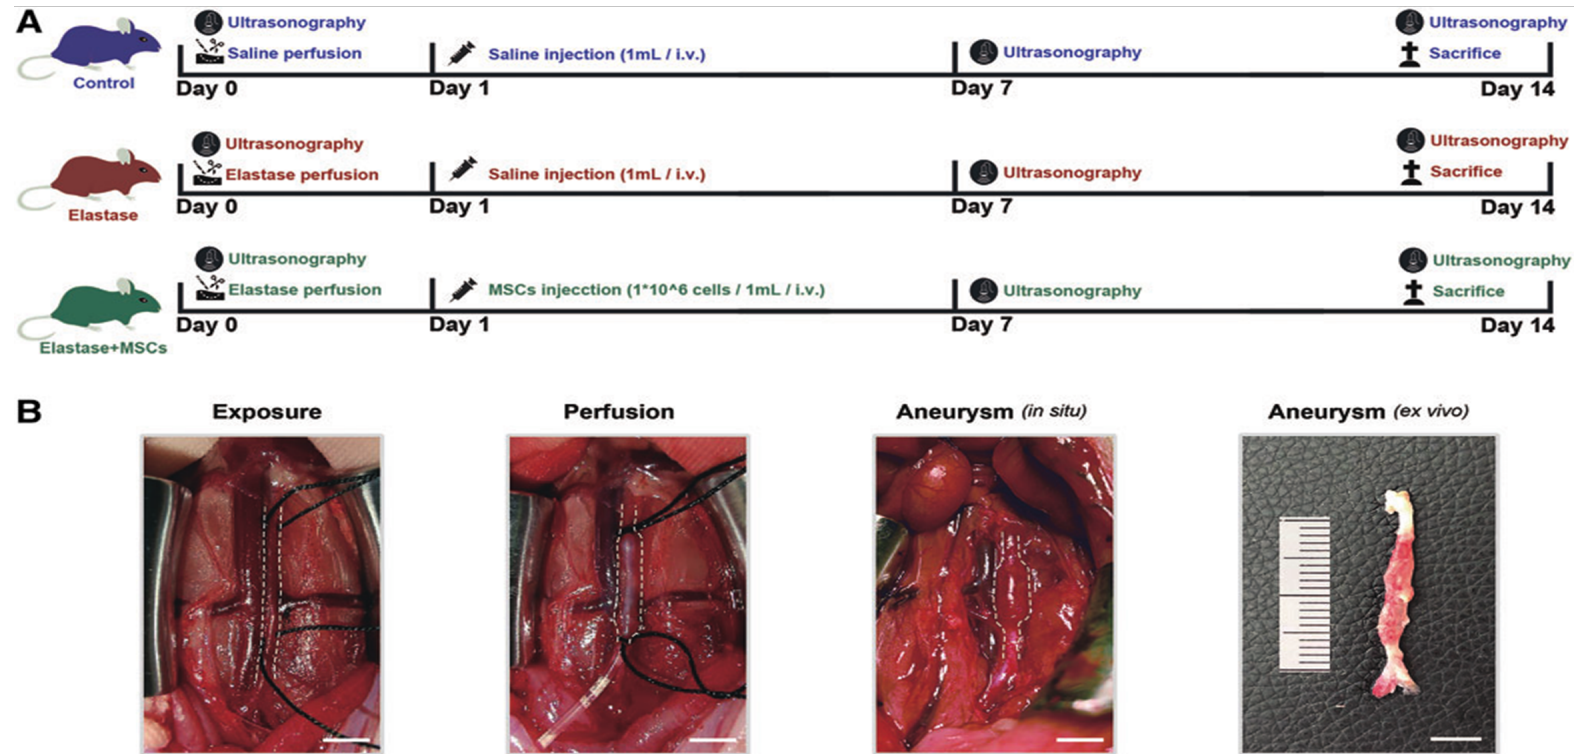 A
Ultrasonography
Saline perfusion
Saline injection (1mL / i.v.)
Ultrasonography
Ultrasonography
Sacrifice
Control
Day 0
Day 1
Day 7
Day 14
Ultrasonography
Elastase perfusion
Saline injection (1mL / i.v.)
Ultrasonography
Ultrasonography
Sacrifice
Elastase
Day 0
Day 1
Day 7
Day 14
Ultrasonography
Elastase perfusion
MSCs injecction (1*10^6 cells / 1mL / i.v.)
Ultrasonography
Ultrasonography
Sacrifice
Elastase+MSCs
Day 0
Day 1
Day 7
Day 14
B
Exposure
Perfusion
Aneurysm (in situ)
Aneurysm (ex vivo)